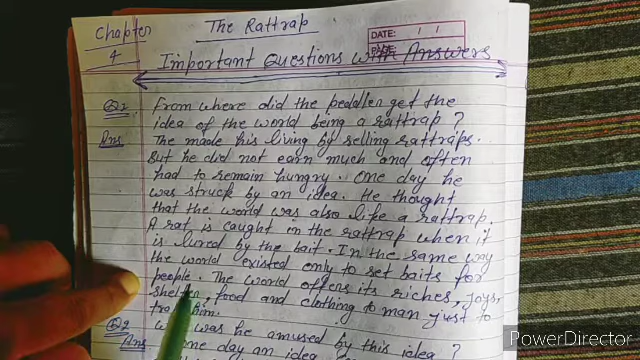 Chapter 4
The Rattrap
DATE:
Important Questions with Answers
Q1. From where did the peddler get the
idea of the world being a rattrap?
Ans The made his living by selling rattraps.
But he did not earn much and often
had to remain hungry. One day he
was struck by an idea. He thought
that the world was also like a rattrap.
A rat is caught in the rattrap when it
is lured by the bait. In the same way
the world existed only to set baits for
people. The world offers its riches, joys,
shelter, food and clothing to man just to
him.
Q2 was he amused by this idea?
Ans one day an idea
PowerDirector